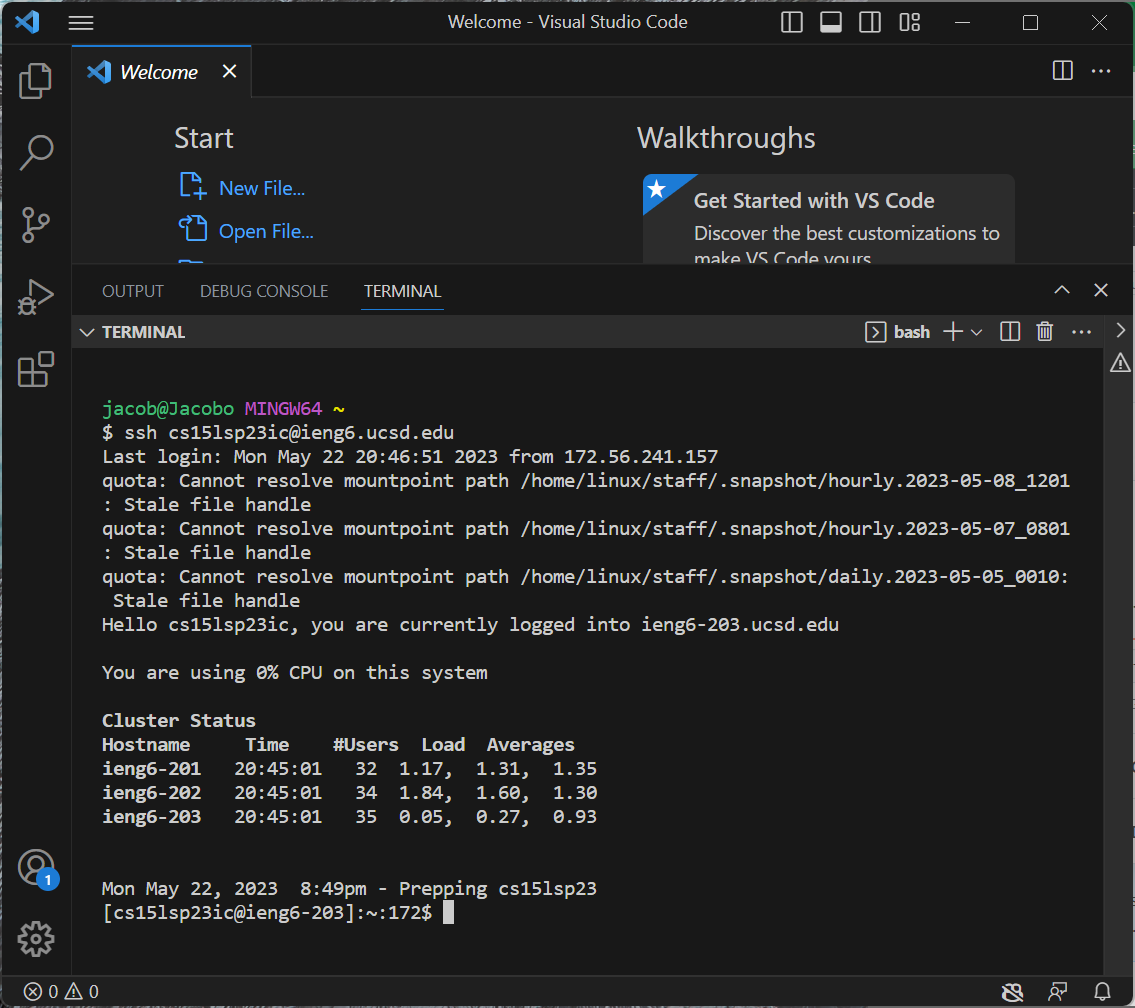 Welcome - Visual Studio Code
Welcome
Start
Walkthroughs
New File...
Open File...
Get Started with VS Code
Discover the best customizations to
make VS Code yours
OUTPUT DEBUG CONSOLE TERMINAL
TERMINAL
bash
jacob@Jacobo MINGW64 ~
$ ssh cs15lsp23ic@ieng6.ucsd.edu
Last login: Mon May 22 20:46:51 2023 from 172.56.241.157
quota: Cannot resolve mountpoint path /home/linux/staff/.snapshot/hourly.2023-05-08_1201
: Stale file handle
quota: Cannot resolve mountpoint path /home/linux/staff/.snapshot/hourly.2023-05-07_0801
: Stale file handle
quota: Cannot resolve mountpoint path /home/linux/staff/.snapshot/daily.2023-05-05_0010:
 Stale file handle
Hello cs15lsp23ic, you are currently logged into ieng6-203.ucsd.edu
You are using 0% CPU on this system
Cluster Status
Hostname     Time    #Users  Load  Averages
ieng6-201   20:45:01   32  1.17,  1.31,  1.35
ieng6-202   20:45:01   34  1.84,  1.60,  1.30
ieng6-203   20:45:01   35  0.05,  0.27,  0.93
Mon May 22, 2023  8:49pm - Prepping cs15lsp23
[cs15lsp23ic@ieng6-203]:~:172$
1
0 0